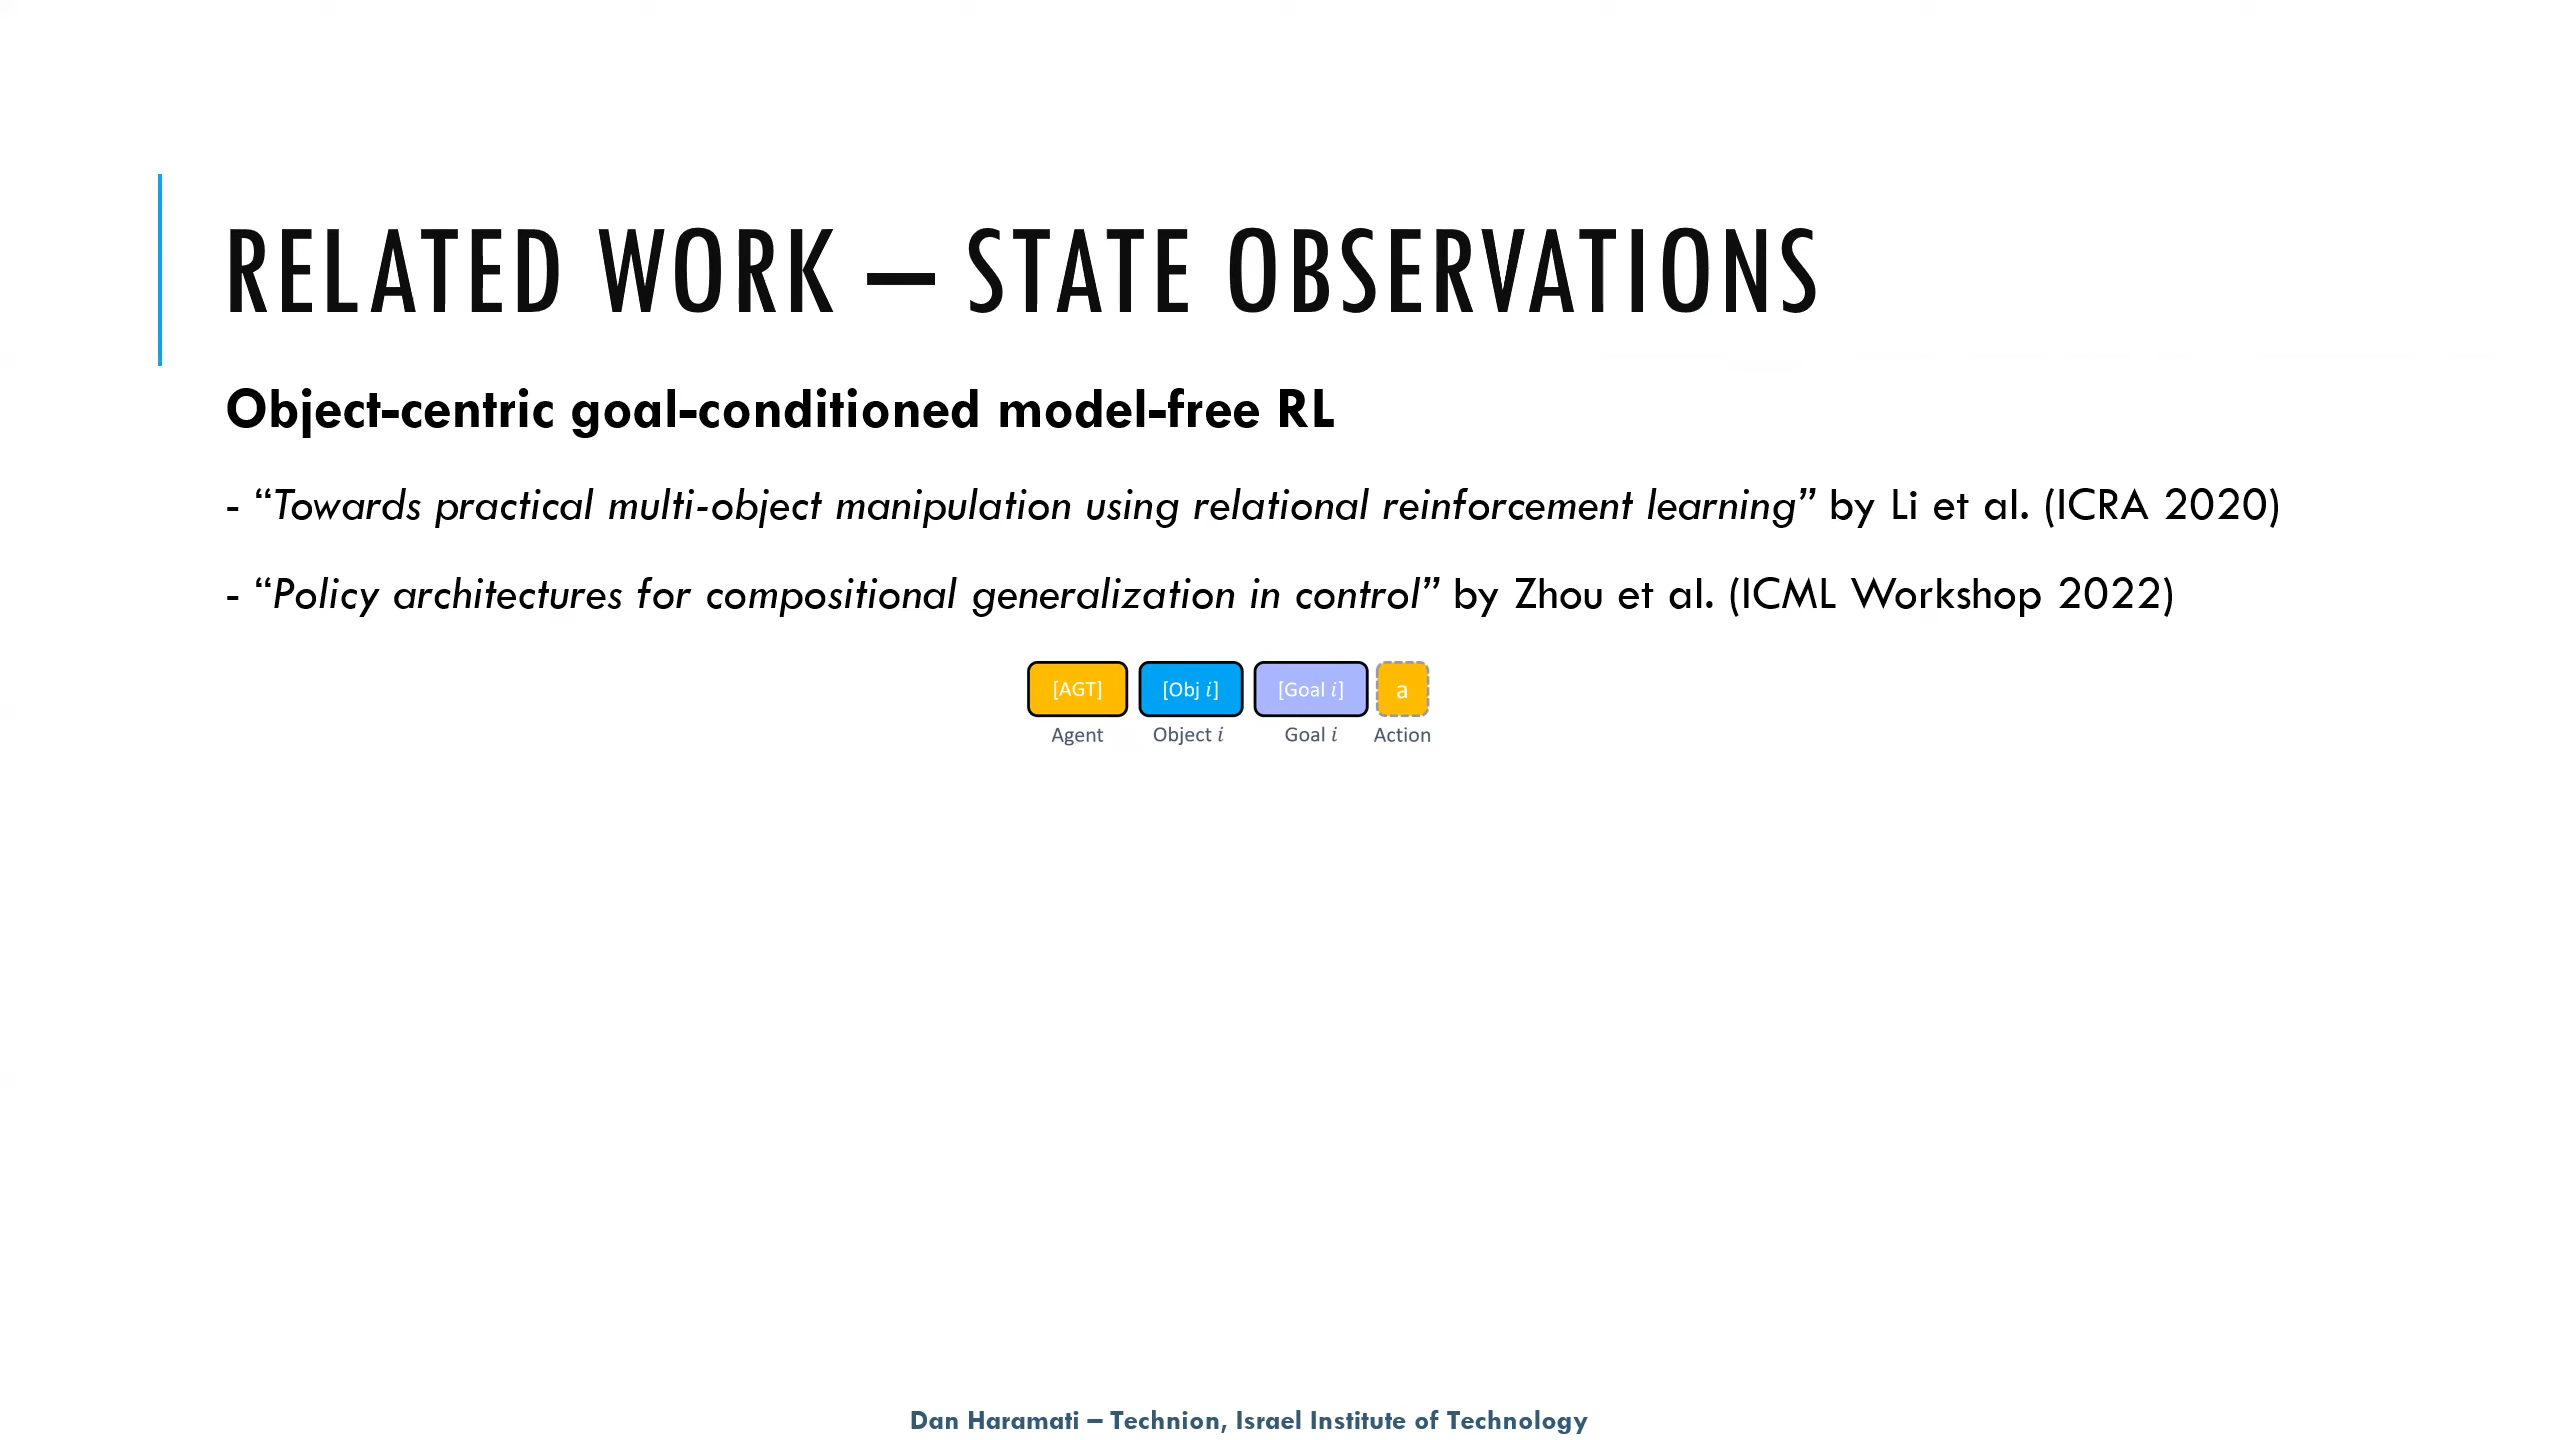 RELATED WORK – STATE OBSERVATIONS
Object-centric goal-conditioned model-free RL
- “Towards practical multi-object manipulation using relational reinforcement learning” by Li et al. (ICRA 2020)
- “Policy architectures for compositional generalization in control” by Zhou et al. (ICML Workshop 2022)
[AGT] [Obj i] [Goal i] a
Agent Object i Goal i Action
Dan Haramati – Technion, Israel Institute of Technology